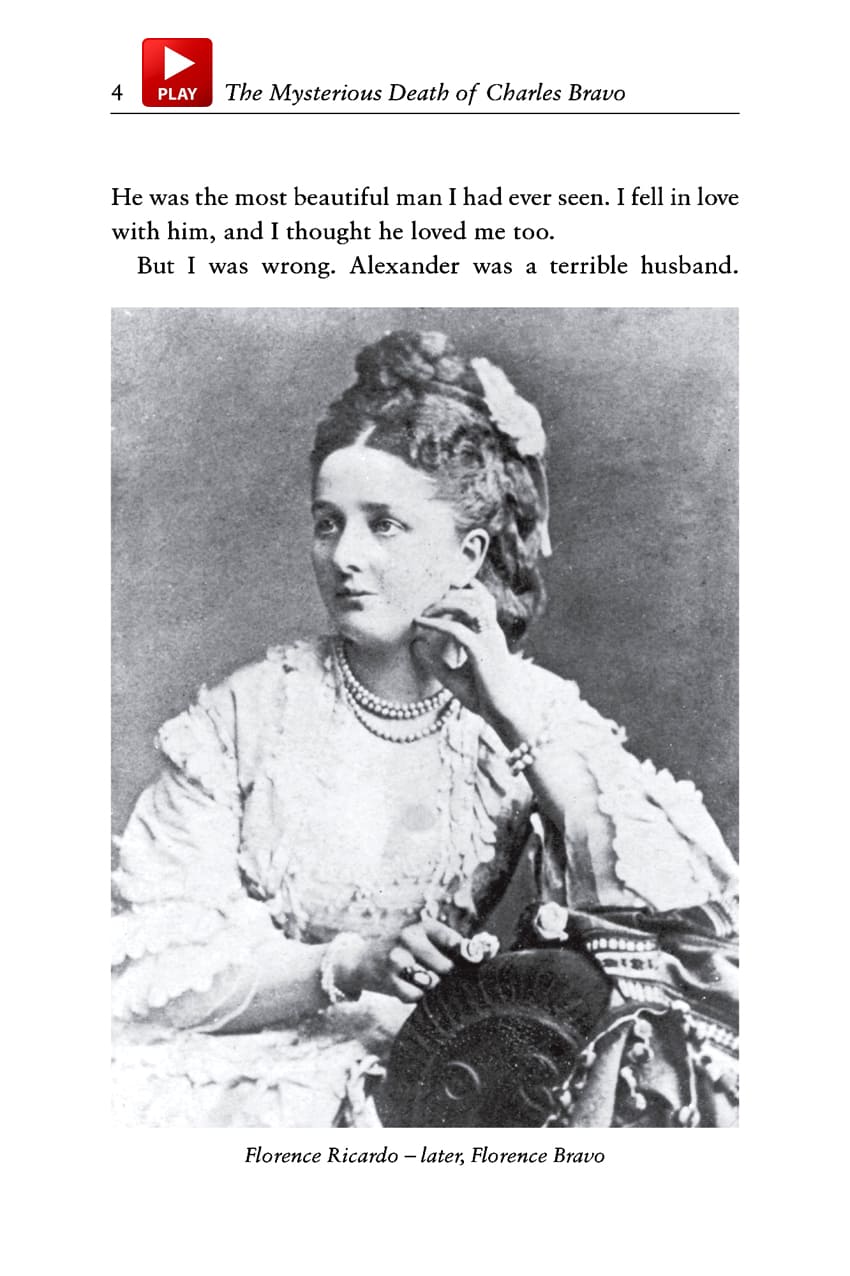 4 PLAY The Mysterious Death of Charles Bravo
He was the most beautiful man I had ever seen. I fell in love
with him, and I thought he loved me too.
But I was wrong. Alexander was a terrible husband.
Florence Ricardo – later, Florence Bravo